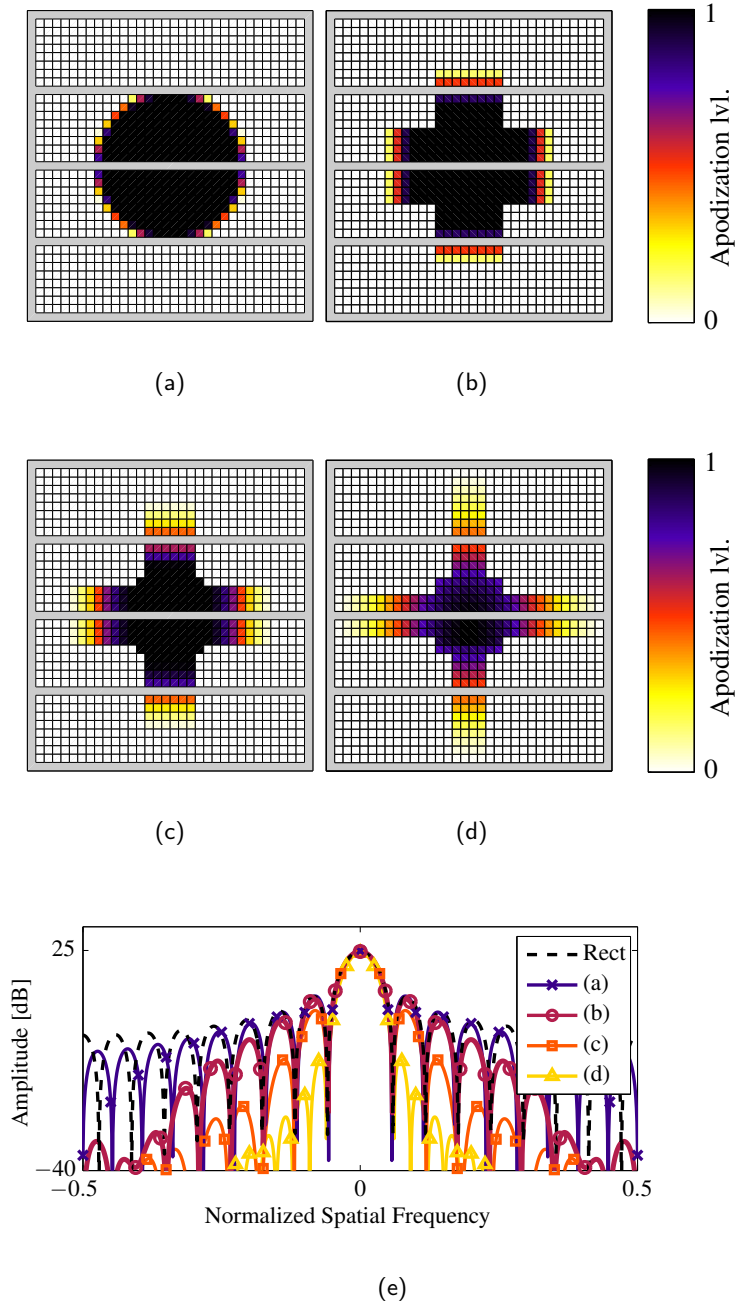 1
Apodization lvl.
0
(a)
(b)
1
Apodization lvl.
0
(c)
(d)
25
Amplitude [dB]
−40
Rect
(a)
(b)
(c)
(d)
−0.5
0
0.5
Normalized Spatial Frequency
(e)